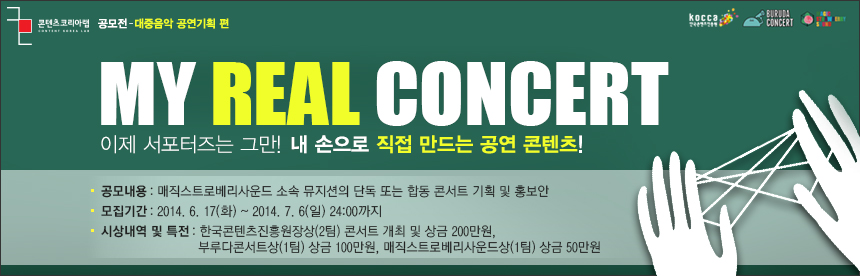 콘텐츠코리아랩
CONTENT KOREA LAB
공모전 - 대중음악 공연기획 편
kocca
한국콘텐츠진흥원
BURUDA
CONCERT
MY REAL CONCERT
이제 서포터즈는 그만! 내 손으로 직접 만드는 공연 콘텐츠!
• 공모내용 : 매직스트로베리사운드 소속 뮤지션의 단독 또는 합동 콘서트 기획 및 홍보안
• 모집기간 : 2014. 6. 17(화) ~ 2014. 7. 6(일) 24:00까지
• 시상내역 및 특전 : 한국콘텐츠진흥원장상(2팀) 콘서트 개최 및 상금 200만원,
부루다콘서트상(1팀) 상금 100만원, 매직스트로베리사운드상(1팀) 상금 50만원